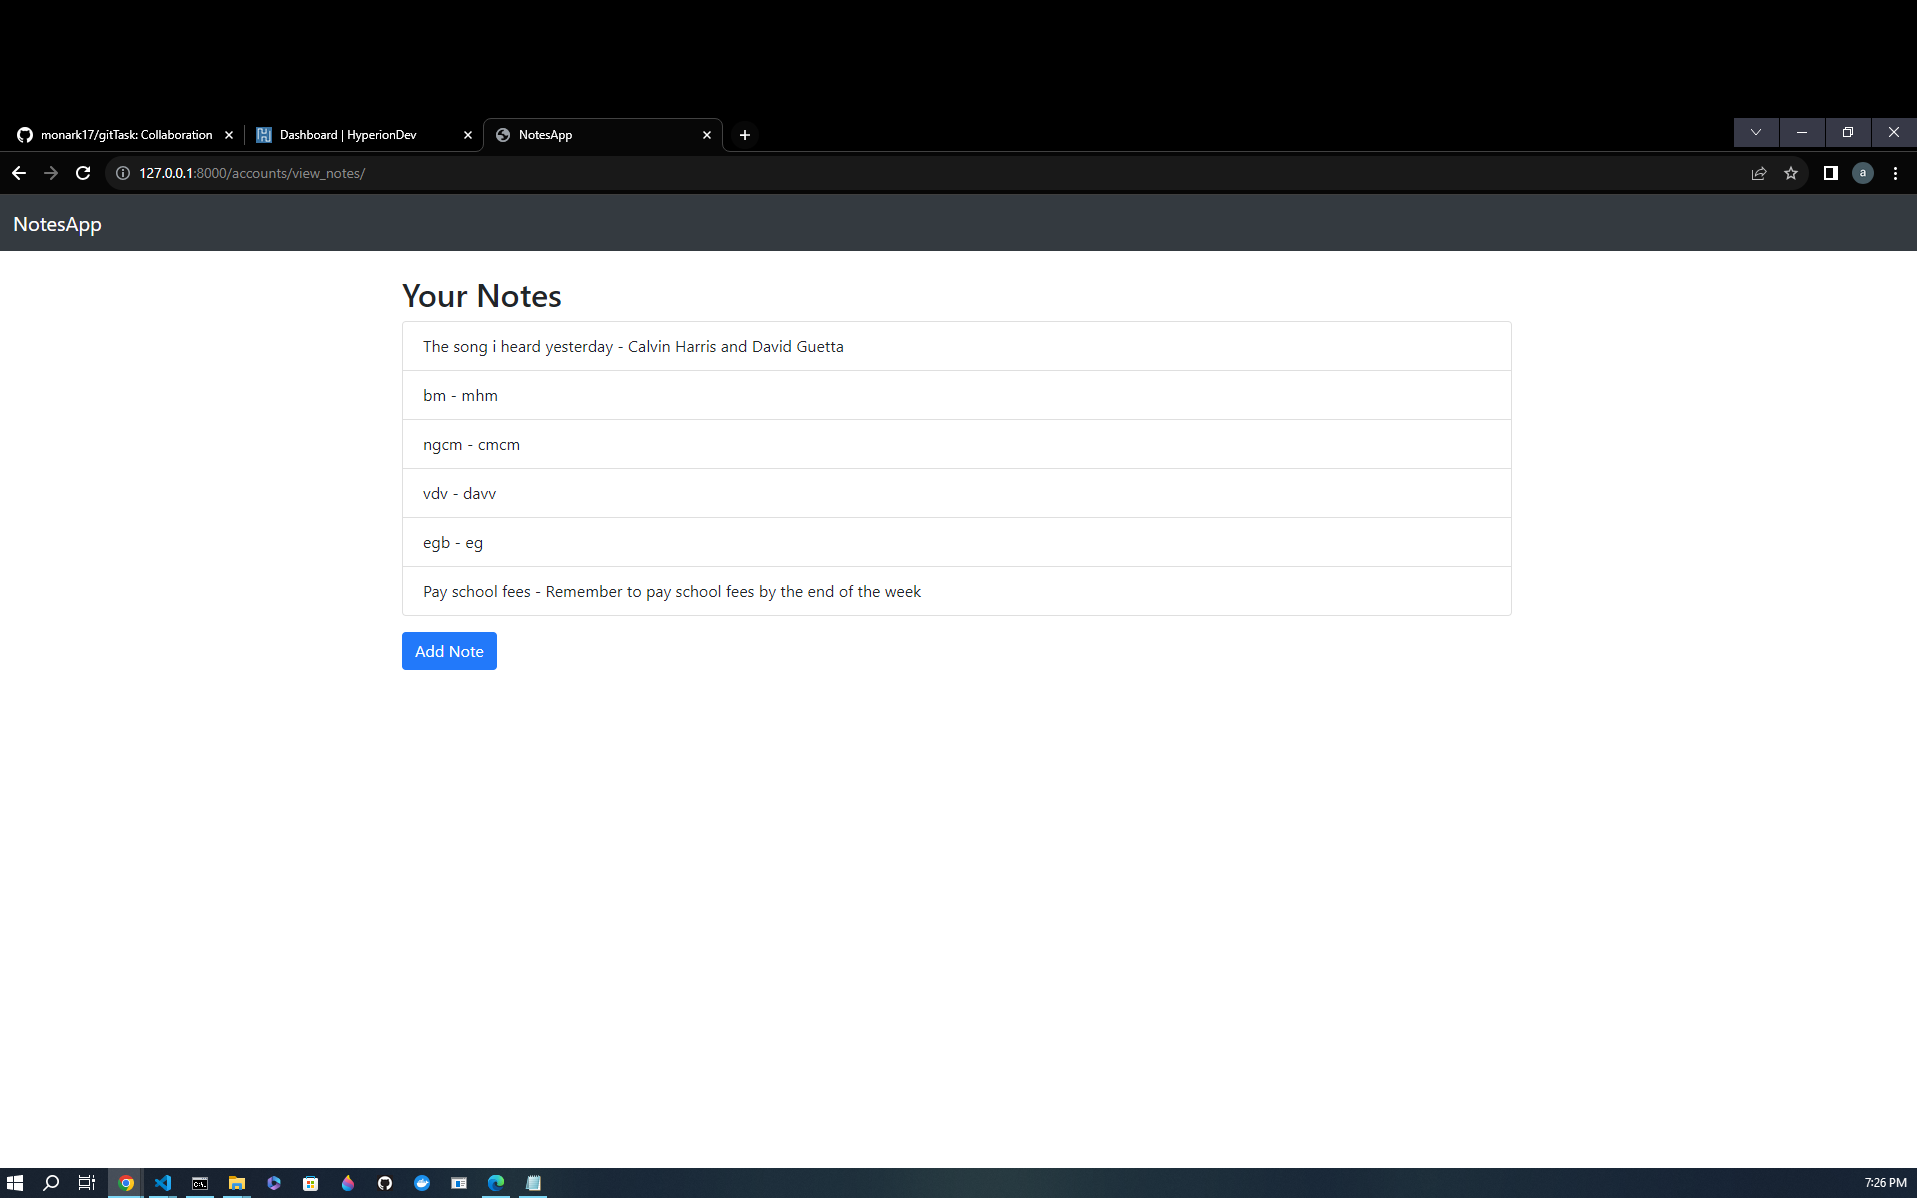 monark17/gitTask: Collaboration
Dashboard | HyperionDev
NotesApp
127.0.0.1:8000/accounts/view_notes/
a
NotesApp
Your Notes
The song i heard yesterday - Calvin Harris and David Guetta
bm - mhm
ngcm - cmcm
vdv - davv
egb - eg
Pay school fees - Remember to pay school fees by the end of the week
Add Note
7:26 PM